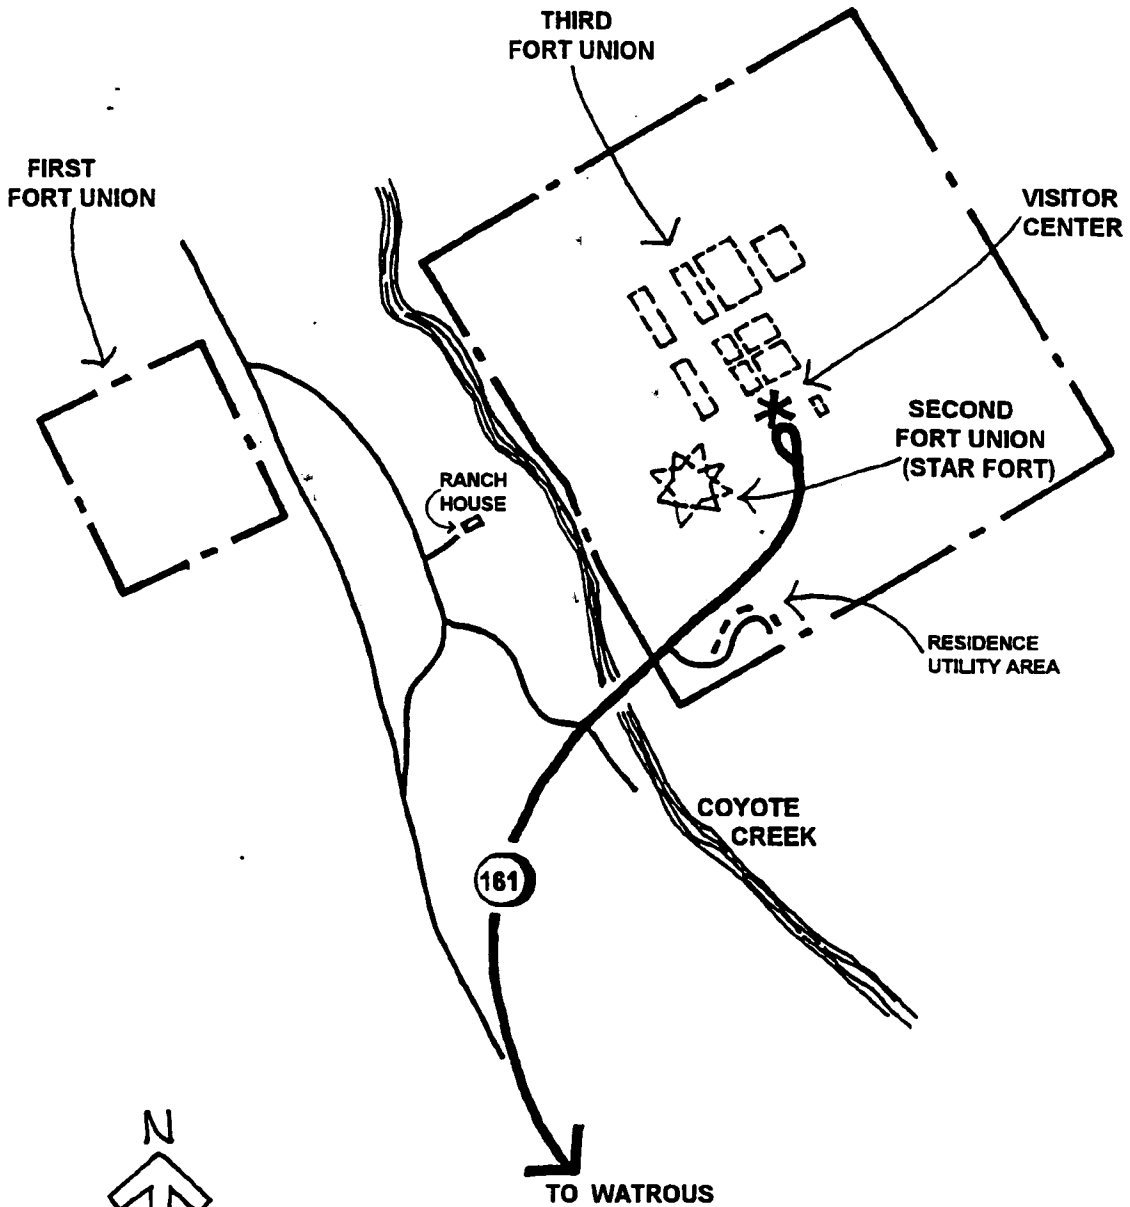 THIRD
FORT UNION
FIRST
FORT UNION
VISITOR
CENTER
SECOND
FORT UNION
(STAR FORT)
RANCH
HOUSE
RESIDENCE
UTILITY AREA
COYOTE
CREEK
161
N
TO WATROUS